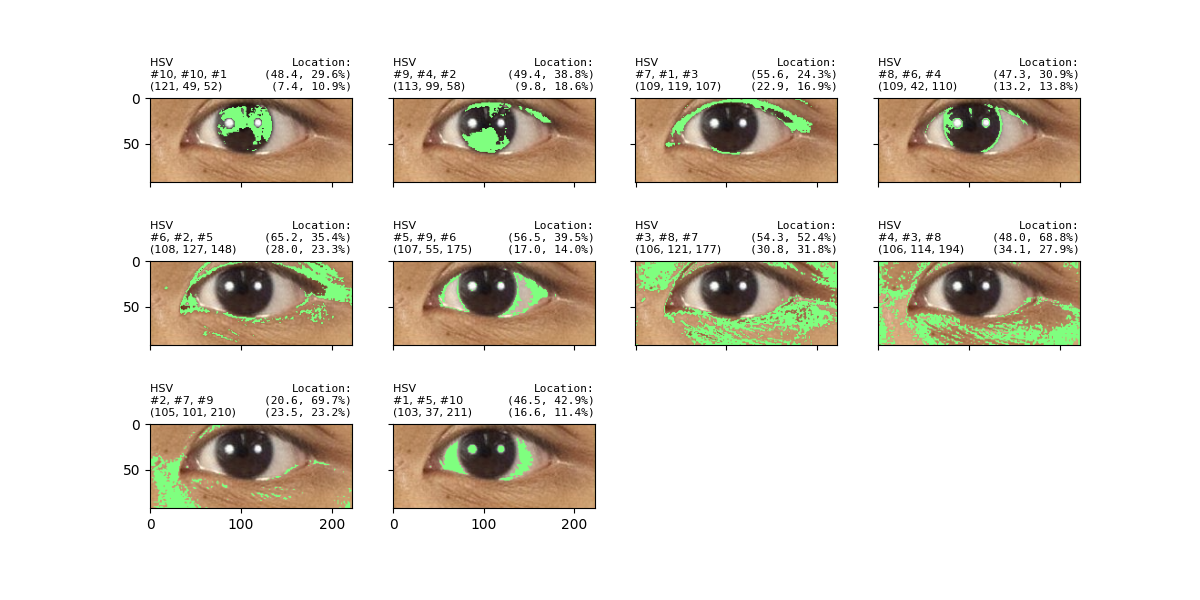 HSV Location:
#10, #10, #1 (48.4, 29.6%)
(121, 49, 52) (7.4, 10.9%)
HSV Location:
#9, #4, #2 (49.4, 38.8%)
(113, 99, 58) (9.8, 18.6%)
HSV Location:
#7, #1, #3 (55.6, 24.3%)
(109, 119, 107) (22.9, 16.9%)
HSV Location:
#8, #6, #4 (47.3, 30.9%)
(109, 42, 110) (13.2, 13.8%)
0
50
HSV Location:
#6, #2, #5 (65.2, 35.4%)
(108, 127, 148) (28.0, 23.3%)
HSV Location:
#5, #9, #6 (56.5, 39.5%)
(107, 55, 175) (17.0, 14.0%)
HSV Location:
#3, #8, #7 (54.3, 52.4%)
(106, 121, 177) (30.8, 31.8%)
HSV Location:
#4, #3, #8 (48.0, 68.8%)
(106, 114, 194) (34.1, 27.9%)
0
50
HSV Location:
#2, #7, #9 (20.6, 69.7%)
(105, 101, 210) (23.5, 23.2%)
HSV Location:
#1, #5, #10 (46.5, 42.9%)
(103, 37, 211) (16.6, 11.4%)
0
50
0 100 200
0 100 200